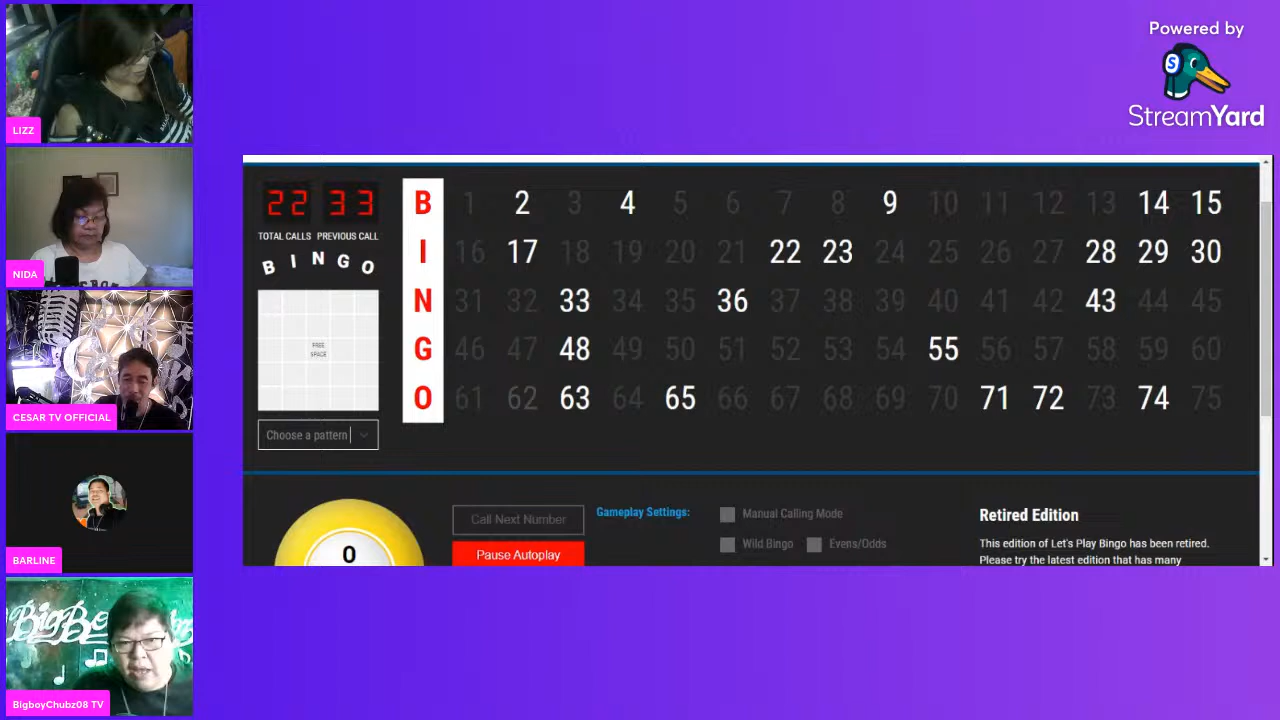 Powered by
StreamYard
LIZZ
NIDA
CESAR TV OFFICIAL
BARLINE
BigboyChubz08 TV
22 33
TOTAL CALLS PREVIOUS CALL
B I N G O
FREE
SPACE
Choose a pattern
B 1 2 3 4 5 6 7 8 9 10 11 12 13 14 15
I 16 17 18 19 20 21 22 23 24 25 26 27 28 29 30
N 31 32 33 34 35 36 37 38 39 40 41 42 43 44 45
G 46 47 48 49 50 51 52 53 54 55 56 57 58 59 60
O 61 62 63 64 65 66 67 68 69 70 71 72 73 74 75
O
Call Next Number
Pause Autoplay
Gameplay Settings:
Manual Calling Mode
Wild Bingo
Evens/Odds
Retired Edition
This edition of Let's Play Bingo has been retired.
Please try the latest edition that has many